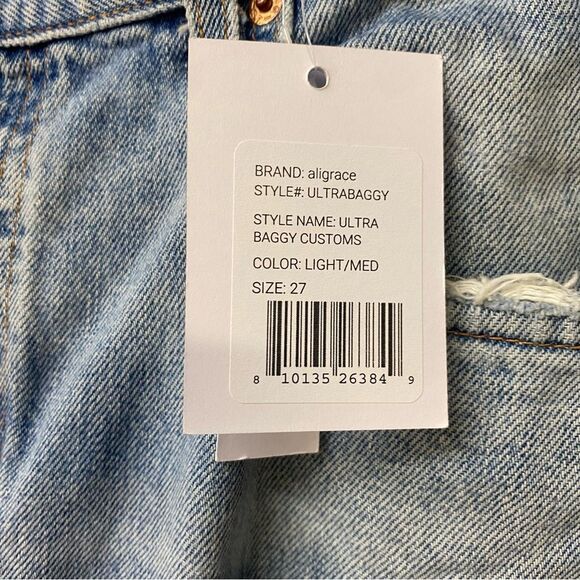 BRAND: aligrace
STYLE#: ULTRABAGGY
STYLE NAME: ULTRA
BAGGY CUSTOMS
COLOR: LIGHT/MED
SIZE: 27
8 10135 26384 9